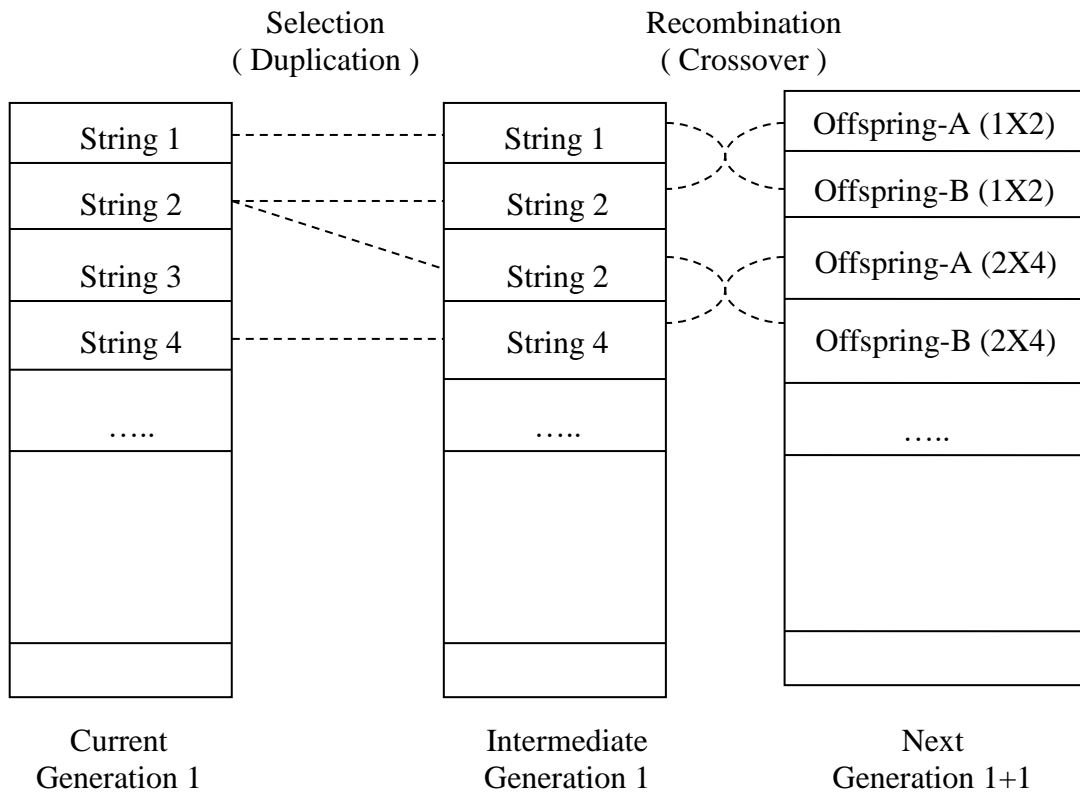 Selection
( Duplication )
Recombination
( Crossover )
String 1
String 2
String 3
String 4
…..
Current
Generation 1
String 1
String 2
String 2
String 4
…..
Intermediate
Generation 1
Offspring-A (1X2)
Offspring-B (1X2)
Offspring-A (2X4)
Offspring-B (2X4)
…..
Next
Generation 1+1